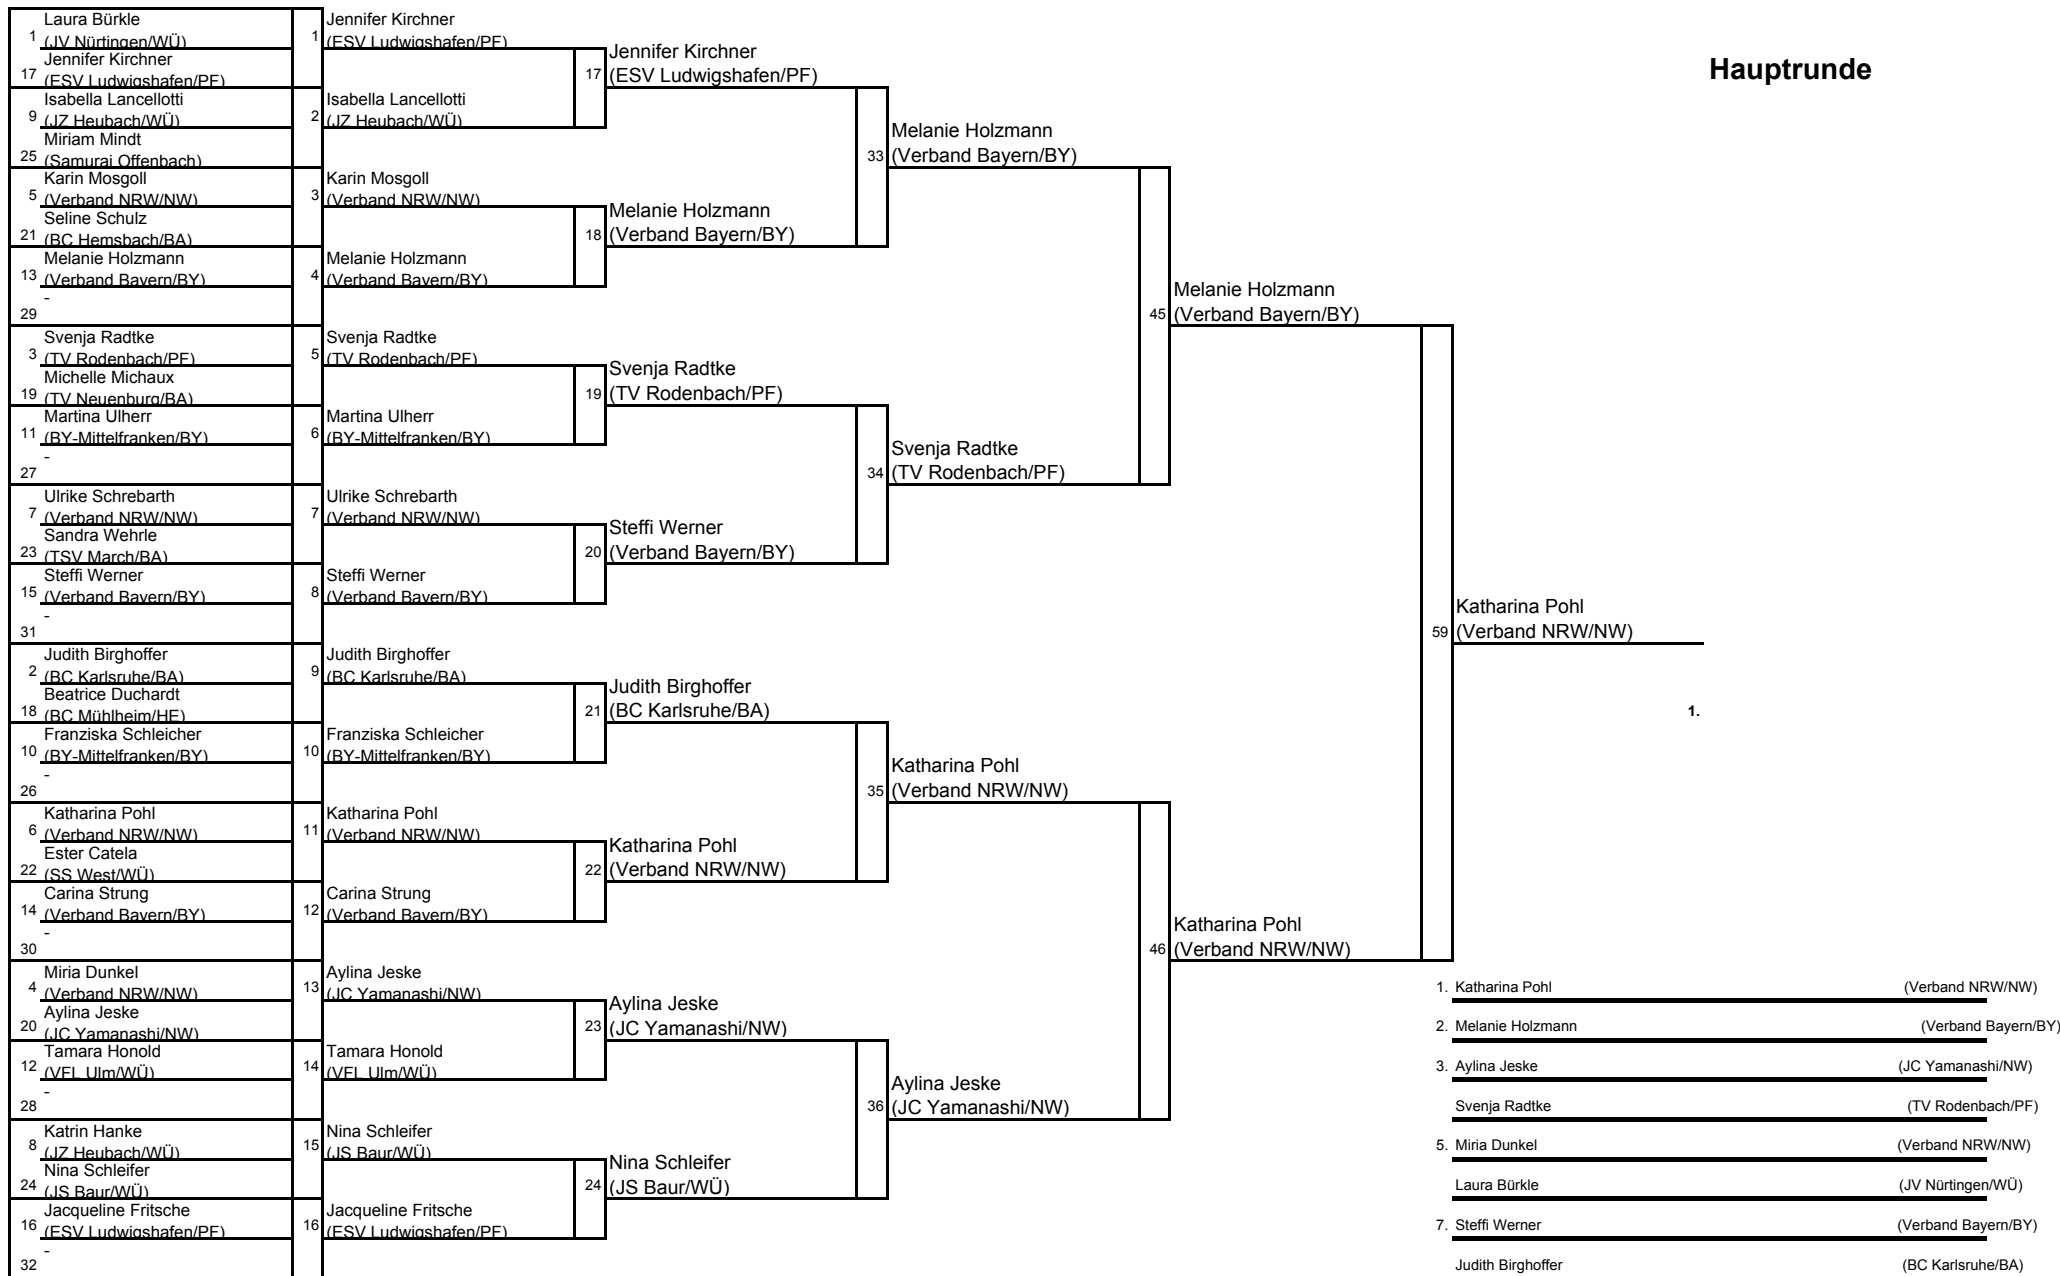 Hauptrunde
1 Laura Bürkle
(JV Nürtingen/WÜ)
17 Jennifer Kirchner
(ESV Ludwigshafen/PF)
9 Isabella Lancellotti
(JZ Heubach/WÜ)
25 Miriam Mindt
(Samurai Offenbach)
5 Karin Mosgoll
(Verband NRW/NW)
21 Seline Schulz
(BC Hemsbach/BA)
13 Melanie Holzmann
(Verband Bayern/BY)
29 -
3 Svenja Radtke
(TV Rodenbach/PF)
19 Michelle Michaux
(TV Neuenburg/BA)
11 Martina Ulherr
(BY-Mittelfranken/BY)
27 -
7 Ulrike Schrebarth
(Verband NRW/NW)
23 Sandra Wehrle
(TSV March/BA)
15 Steffi Werner
(Verband Bayern/BY)
31 -
2 Judith Birghoffer
(BC Karlsruhe/BA)
18 Beatrice Duchardt
(BC Mühlheim/HE)
10 Franziska Schleicher
(BY-Mittelfranken/BY)
26 -
6 Katharina Pohl
(Verband NRW/NW)
22 Ester Catela
(SS West/WÜ)
14 Carina Strung
(Verband Bayern/BY)
30 -
4 Miria Dunkel
(Verband NRW/NW)
20 Aylina Jeske
(JC Yamanashi/NW)
12 Tamara Honold
(VFL Ulm/WÜ)
28 -
8 Katrin Hanke
(JZ Heubach/WÜ)
24 Nina Schleifer
(JS Baur/WÜ)
16 Jacqueline Fritsche
(ESV Ludwigshafen/PF)
32 -
1 Jennifer Kirchner
(ESV Ludwigshafen/PF)
2 Isabella Lancellotti
(JZ Heubach/WÜ)
3 Karin Mosgoll
(Verband NRW/NW)
4 Melanie Holzmann
(Verband Bayern/BY)
5 Svenja Radtke
(TV Rodenbach/PF)
6 Martina Ulherr
(BY-Mittelfranken/BY)
7 Ulrike Schrebarth
(Verband NRW/NW)
8 Steffi Werner
(Verband Bayern/BY)
9 Judith Birghoffer
(BC Karlsruhe/BA)
10 Franziska Schleicher
(BY-Mittelfranken/BY)
11 Katharina Pohl
(Verband NRW/NW)
12 Carina Strung
(Verband Bayern/BY)
13 Aylina Jeske
(JC Yamanashi/NW)
14 Tamara Honold
(VFL Ulm/WÜ)
15 Nina Schleifer
(JS Baur/WÜ)
16 Jacqueline Fritsche
(ESV Ludwigshafen/PF)
Jennifer Kirchner
17 (ESV Ludwigshafen/PF)
Melanie Holzmann
18 (Verband Bayern/BY)
Svenja Radtke
19 (TV Rodenbach/PF)
Steffi Werner
20 (Verband Bayern/BY)
Judith Birghoffer
21 (BC Karlsruhe/BA)
Katharina Pohl
22 (Verband NRW/NW)
Aylina Jeske
23 (JC Yamanashi/NW)
Nina Schleifer
24 (JS Baur/WÜ)
Melanie Holzmann
33 (Verband Bayern/BY)
Svenja Radtke
34 (TV Rodenbach/PF)
Katharina Pohl
35 (Verband NRW/NW)
Aylina Jeske
36 (JC Yamanashi/NW)
Melanie Holzmann
45 (Verband Bayern/BY)
Katharina Pohl
46 (Verband NRW/NW)
Katharina Pohl
59 (Verband NRW/NW)
1.
1. Katharina Pohl (Verband NRW/NW)
2. Melanie Holzmann (Verband Bayern/BY)
3. Aylina Jeske (JC Yamanashi/NW)
Svenja Radtke (TV Rodenbach/PF)
5. Miria Dunkel (Verband NRW/NW)
Laura Bürkle (JV Nürtingen/WÜ)
7. Steffi Werner (Verband Bayern/BY)
Judith Birghoffer (BC Karlsruhe/BA)